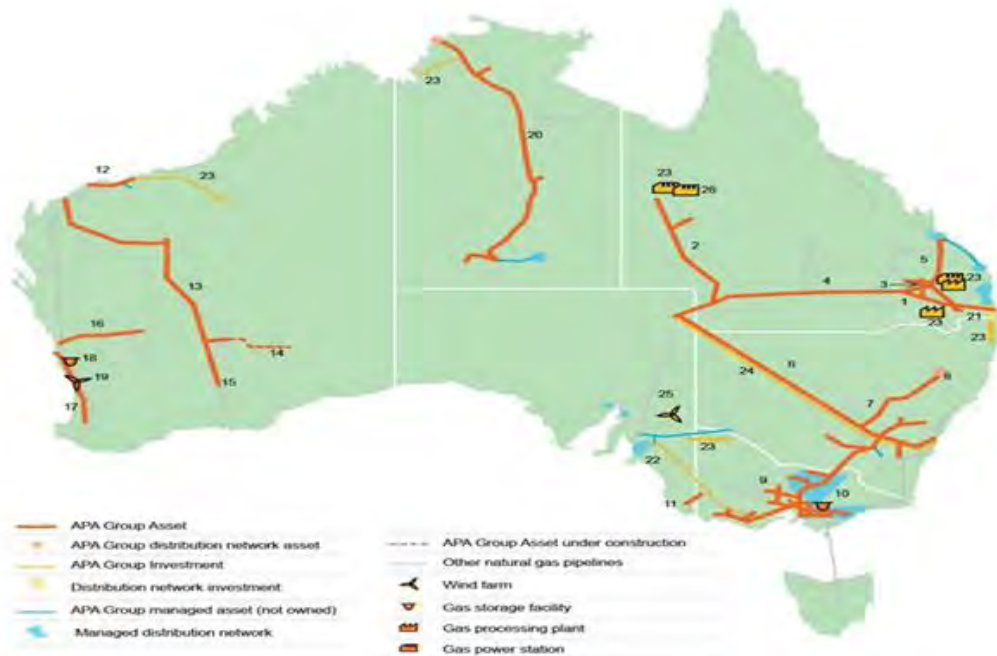 23
20
12
23
23
26
2
13
4
5
3
23
1
21
23
23
16
14
18
19
15
17
6
24
8
7
25
23
22
9
10
11
APA Group Asset
APA Group distribution network asset
APA Group Investment
Distribution network investment
APA Group managed asset (not owned)
Managed distribution network
APA Group Asset under construction
Other natural gas pipelines
Wind farm
Gas storage facility
Gas processing plant
Gas power station